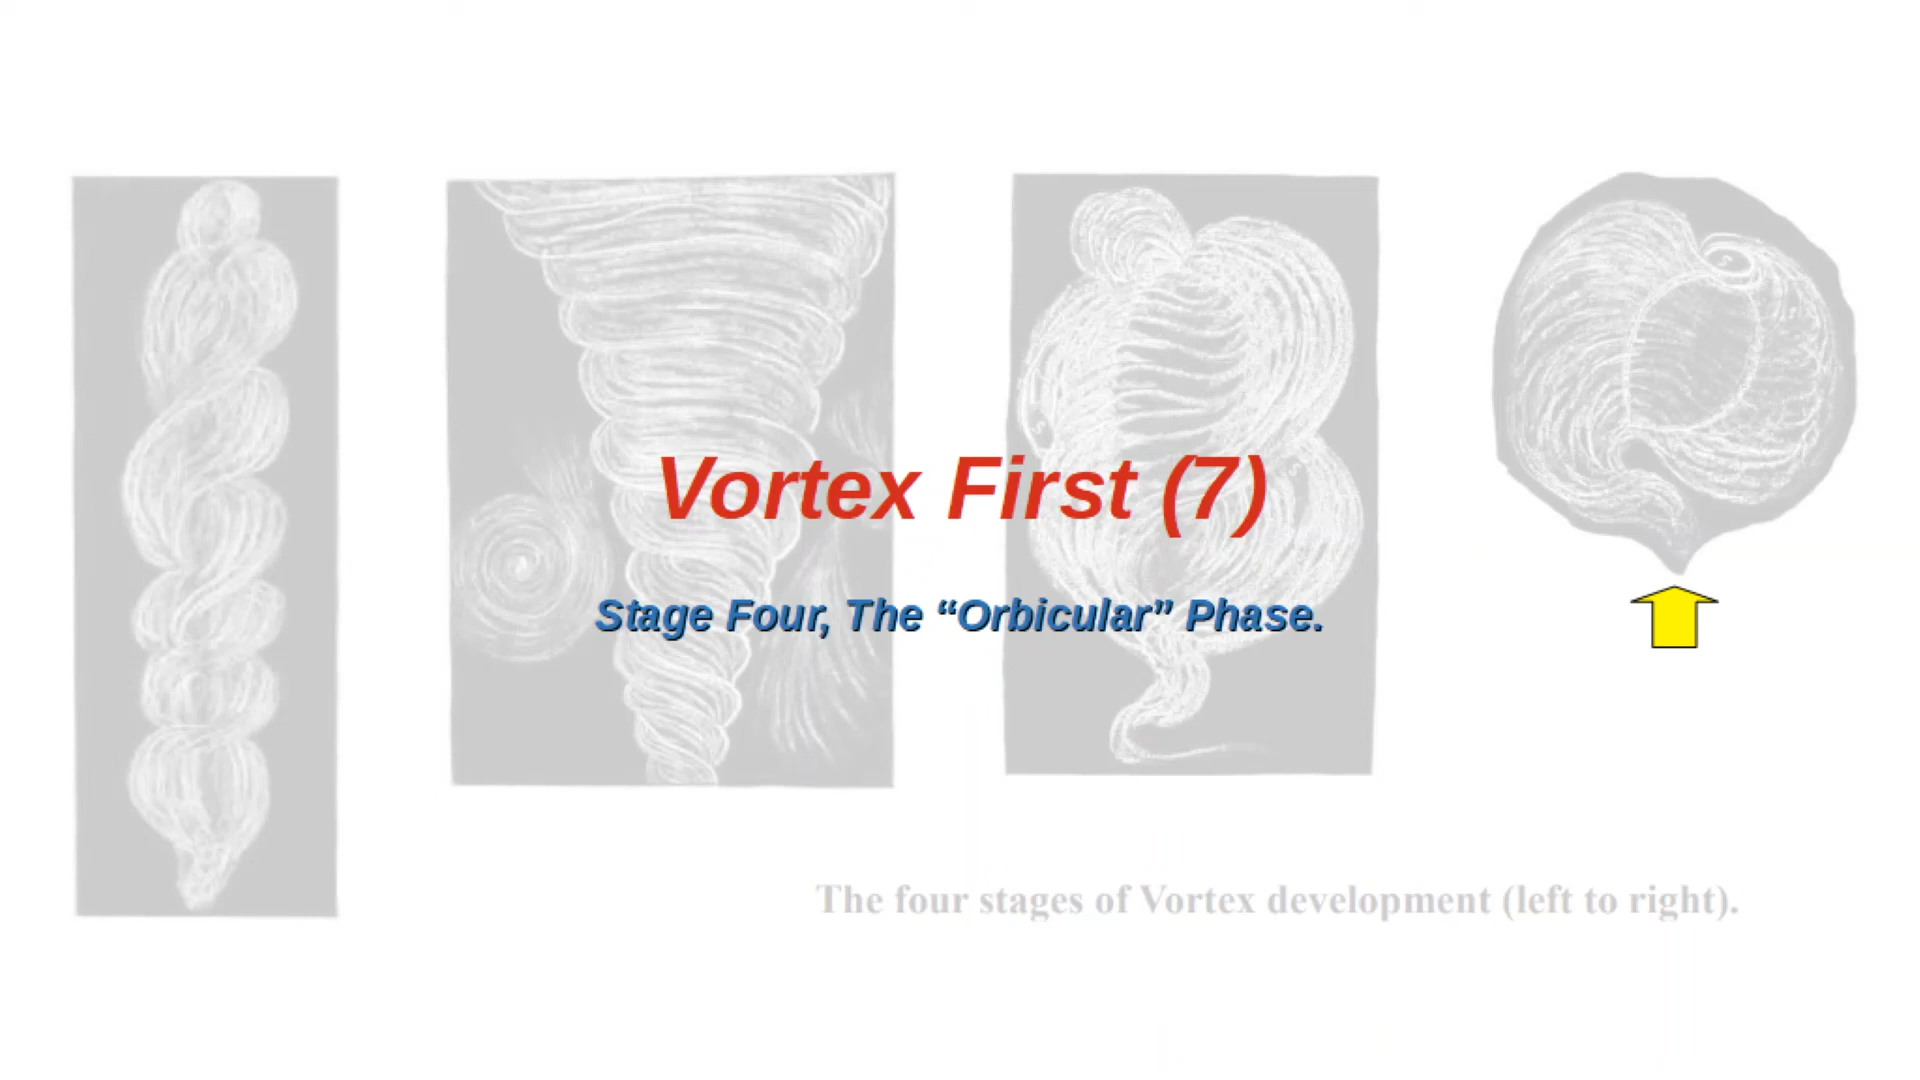 Vortex First (7)
Stage Four, The “Orbicular” Phase.
The four stages of Vortex development (left to right).